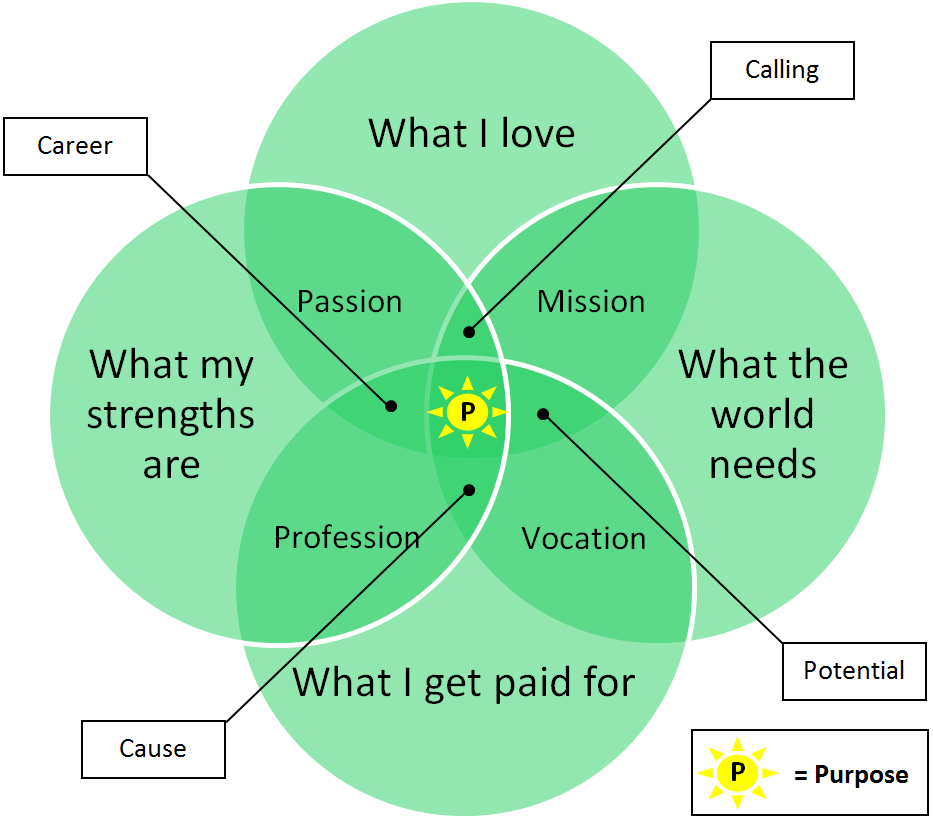 Calling
What I love
Career
Passion
Mission
What my
strengths
are
What the
world
needs
P
Profession
Vocation
What I get paid for
Potential
Cause
P = Purpose